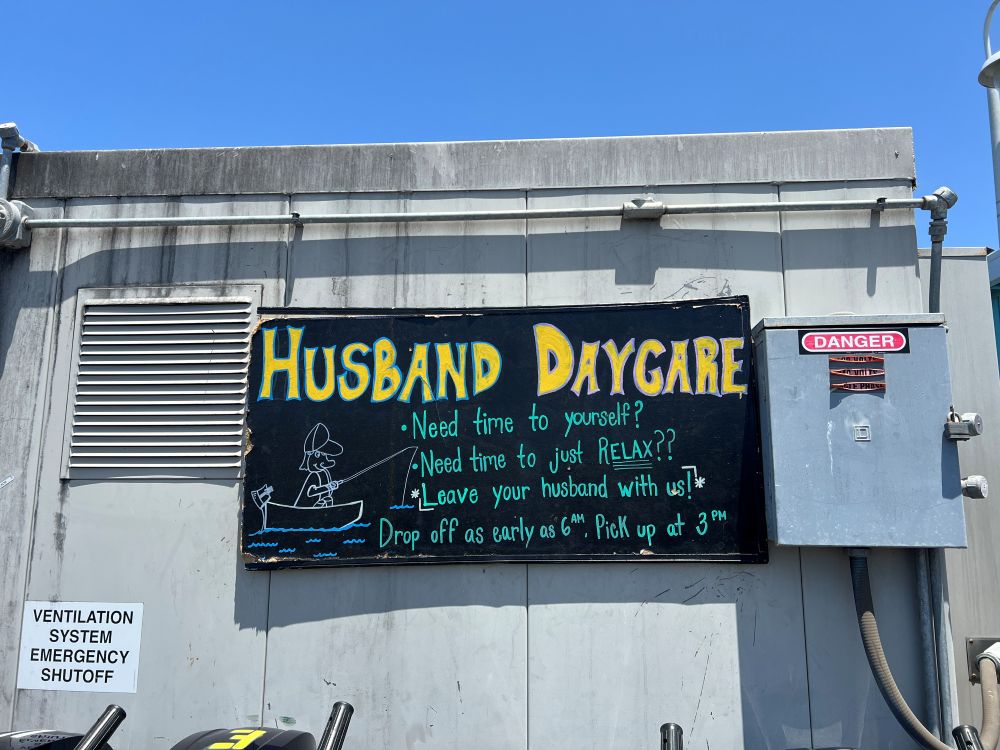 HUSBAND DAYCARE
• Need time to yourself?
• Need time to just RELAX??
*Leave your husband with us!*
Drop off as early as 6AM. Pick up at 3PM
DANGER
VENTILATION
SYSTEM
EMERGENCY
SHUTOFF